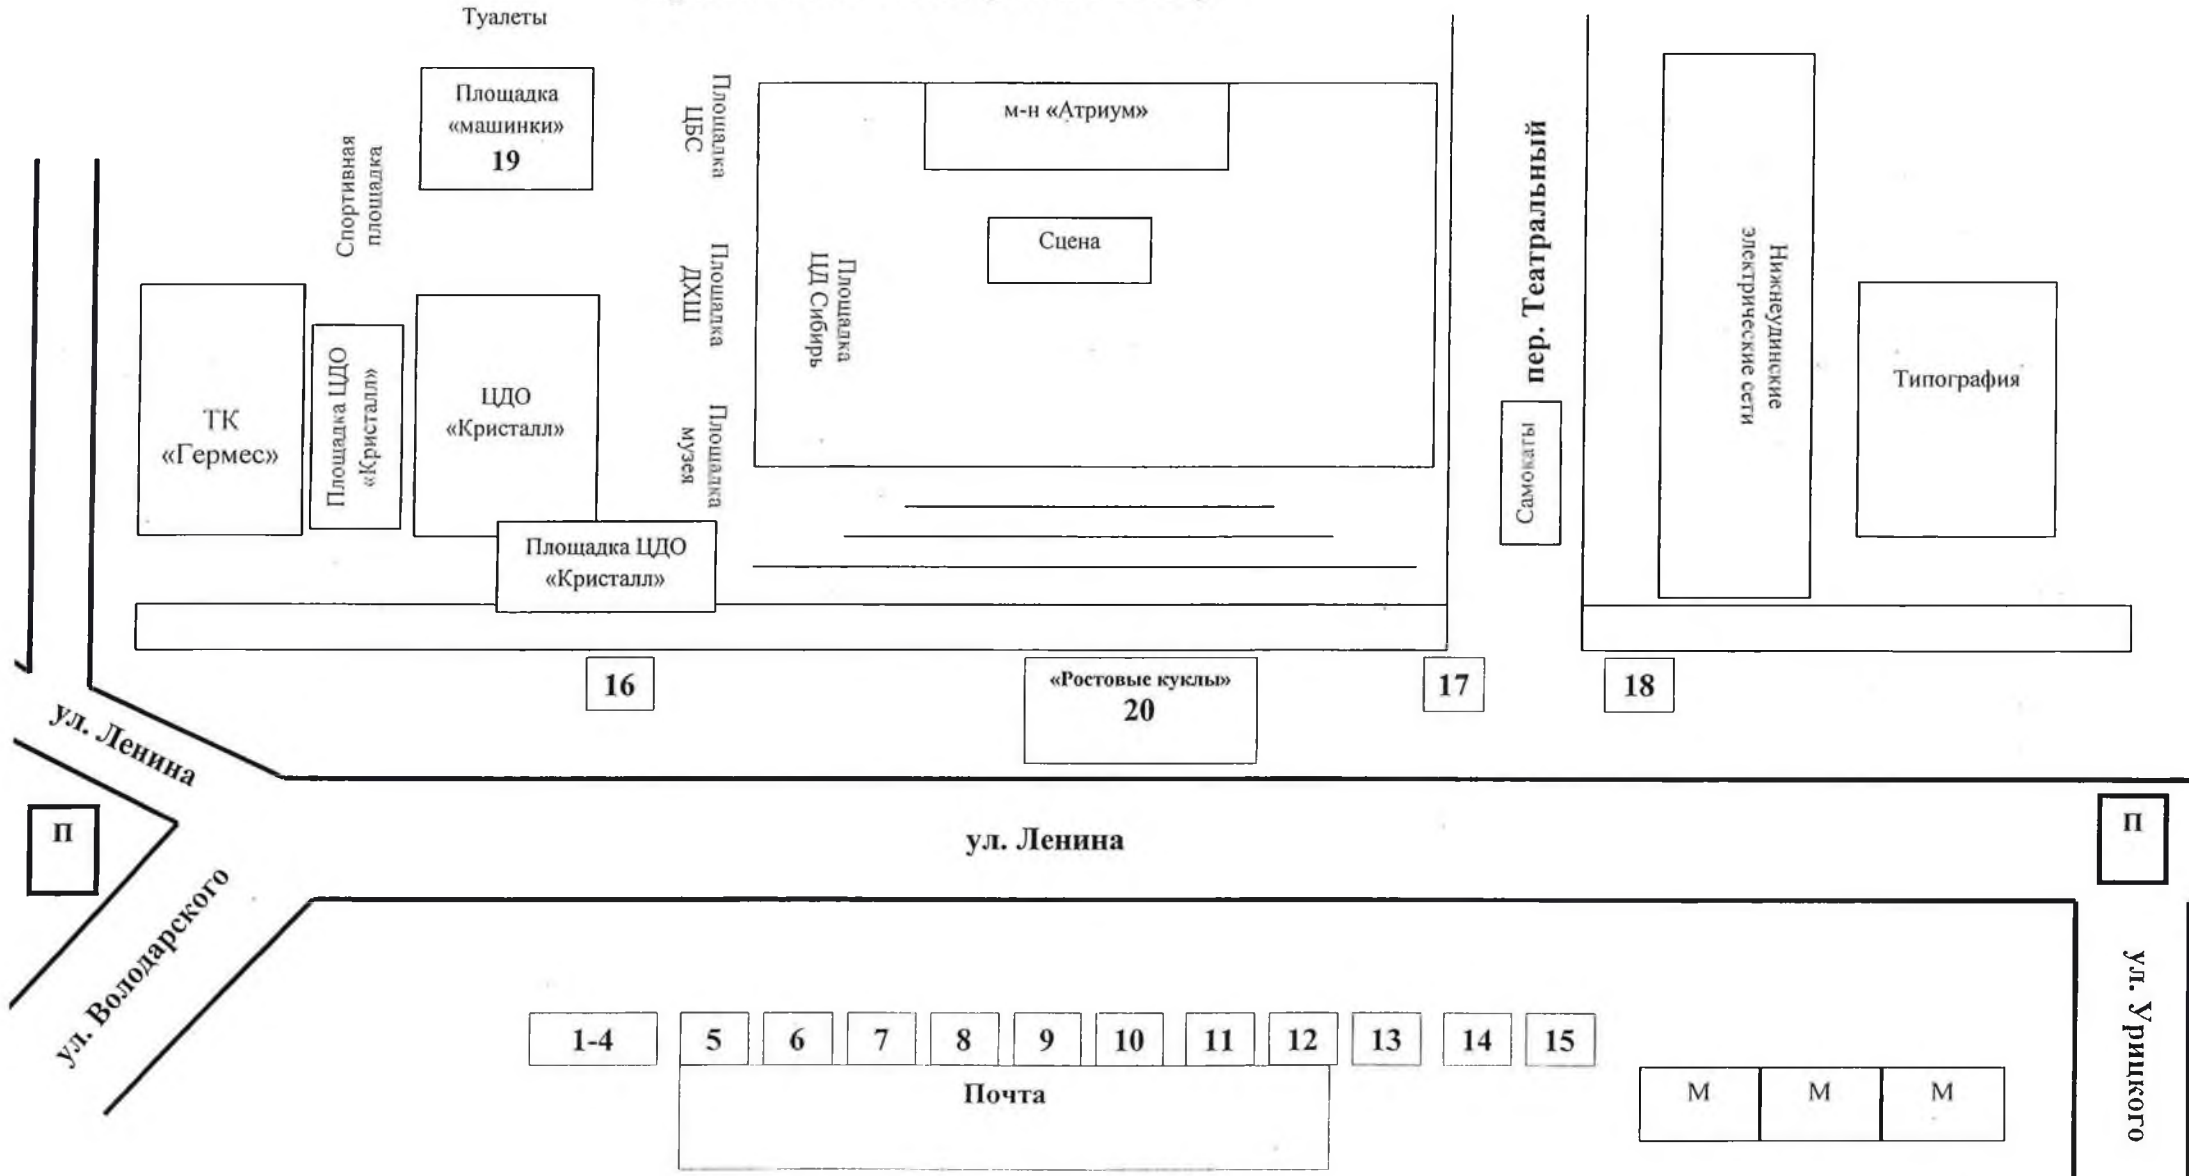 Туалеты
Площадка
«машинки»
19
Спортивная
площадка
Площадка
ЦБС
м-н «Атриум»
Сцена
Площадка
ДХШ
Площадка
ЦД Сибирь
пер. Театральный
Нижнеудинские
электрические сети
Типография
ТК
«Гермес»
Площадка ЦДО
«Кристалл»
ЦДО
«Кристалл»
Площадка
музея
Самокаты
Площадка ЦДО
«Кристалл»
16
«Ростовые куклы»
20
17
18
ул. Ленина
П
ул. Ленина
П
ул. Володарского
ул. Урицкого
1-4
5
6
7
8
9
10
11
12
13
14
15
Почта
М
М
М